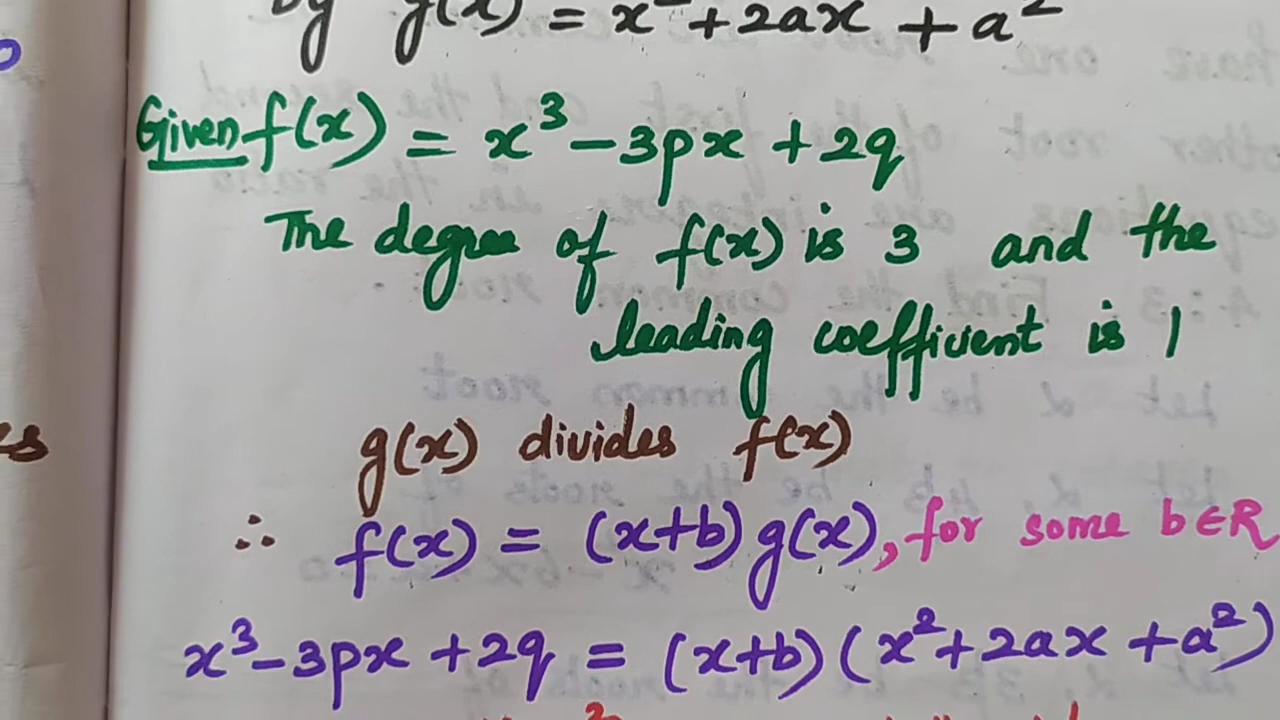 by g(x) = x² + 2ax + a²
Given f(x) = x³ - 3px + 2q
The degree of f(x) is 3 and the
leading coefficient is 1
g(x) divides f(x)
∴ f(x) = (x+b) g(x), for some b∈R
x³ - 3px + 2q = (x+b) (x² + 2ax + a²)